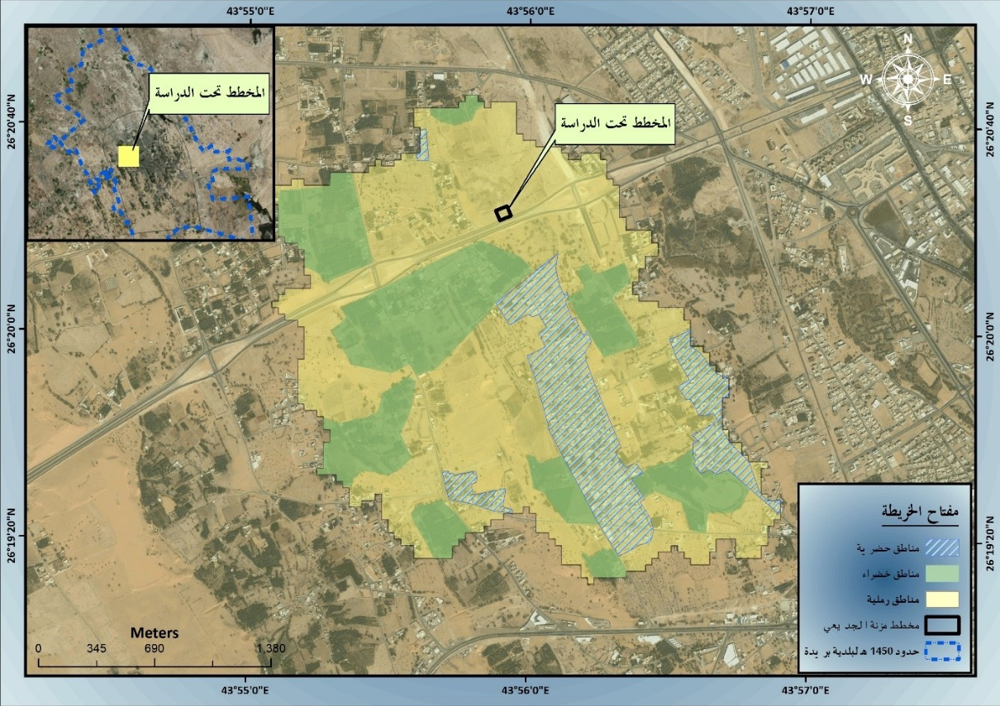 43°55'0"E 43°56'0"E 43°57'0"E
المخطط تحت الدراسة
المخطط تحت الدراسة
N
W E
S
26°20'40"N 26°20'40"N
26°20'0"N 26°20'0"N
26°19'20"N 26°19'20"N
مفتاح الخريطة
مناطق حضرية
مناطق خضراء
مناطق رملية
مخطط مزنة الجديعي
حدود 1450 هـ لبلدية بريدة
Meters
0 345 690 1,380
43°55'0"E 43°56'0"E 43°57'0"E